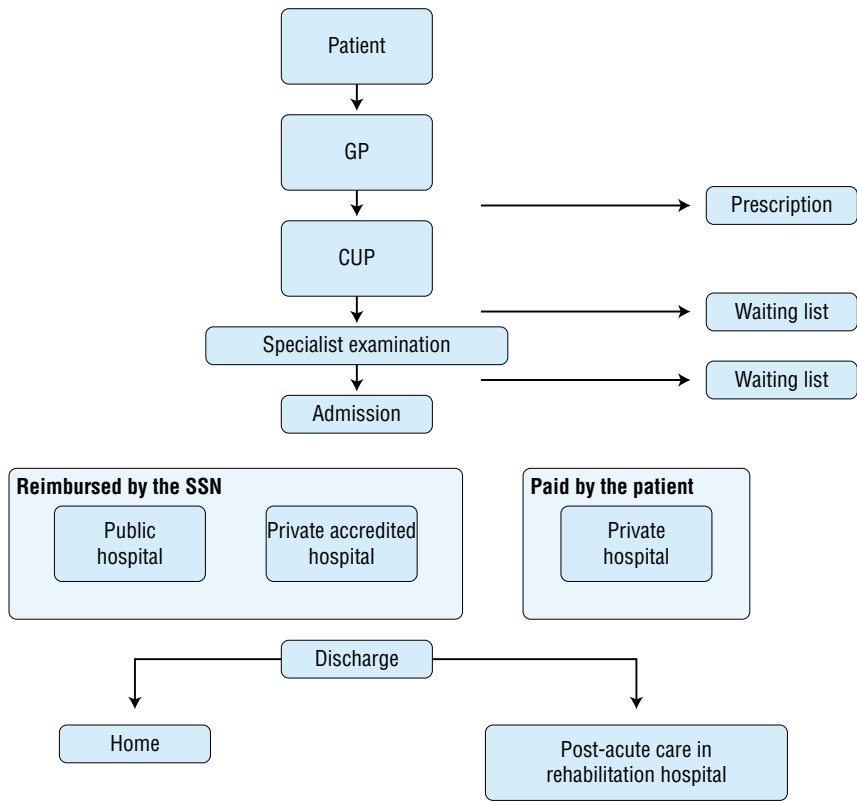 Patient
GP
Prescription
CUP
Waiting list
Specialist examination
Waiting list
Admission
Reimbursed by the SSN
Public
hospital
Private accredited
hospital
Paid by the patient
Private
hospital
Discharge
Home
Post-acute care in
rehabilitation hospital